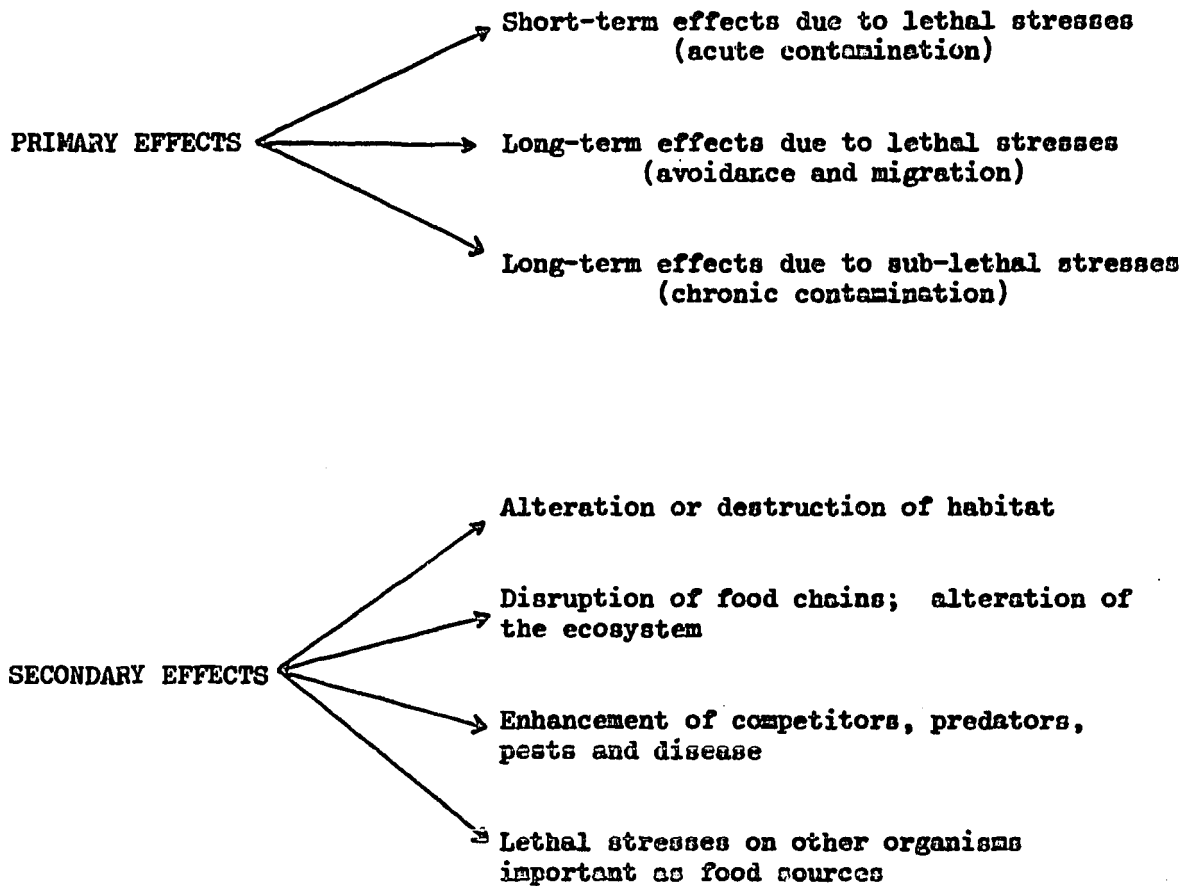 Short-term effects due to lethal stresses
(acute contamination)
PRIMARY EFFECTS
Long-term effects due to lethal stresses
(avoidance and migration)
Long-term effects due to sub-lethal stresses
(chronic contamination)
Alteration or destruction of habitat
Disruption of food chains; alteration of
the ecosystem
SECONDARY EFFECTS
Enhancement of competitors, predators,
pests and disease
Lethal stresses on other organisms
important as food sources